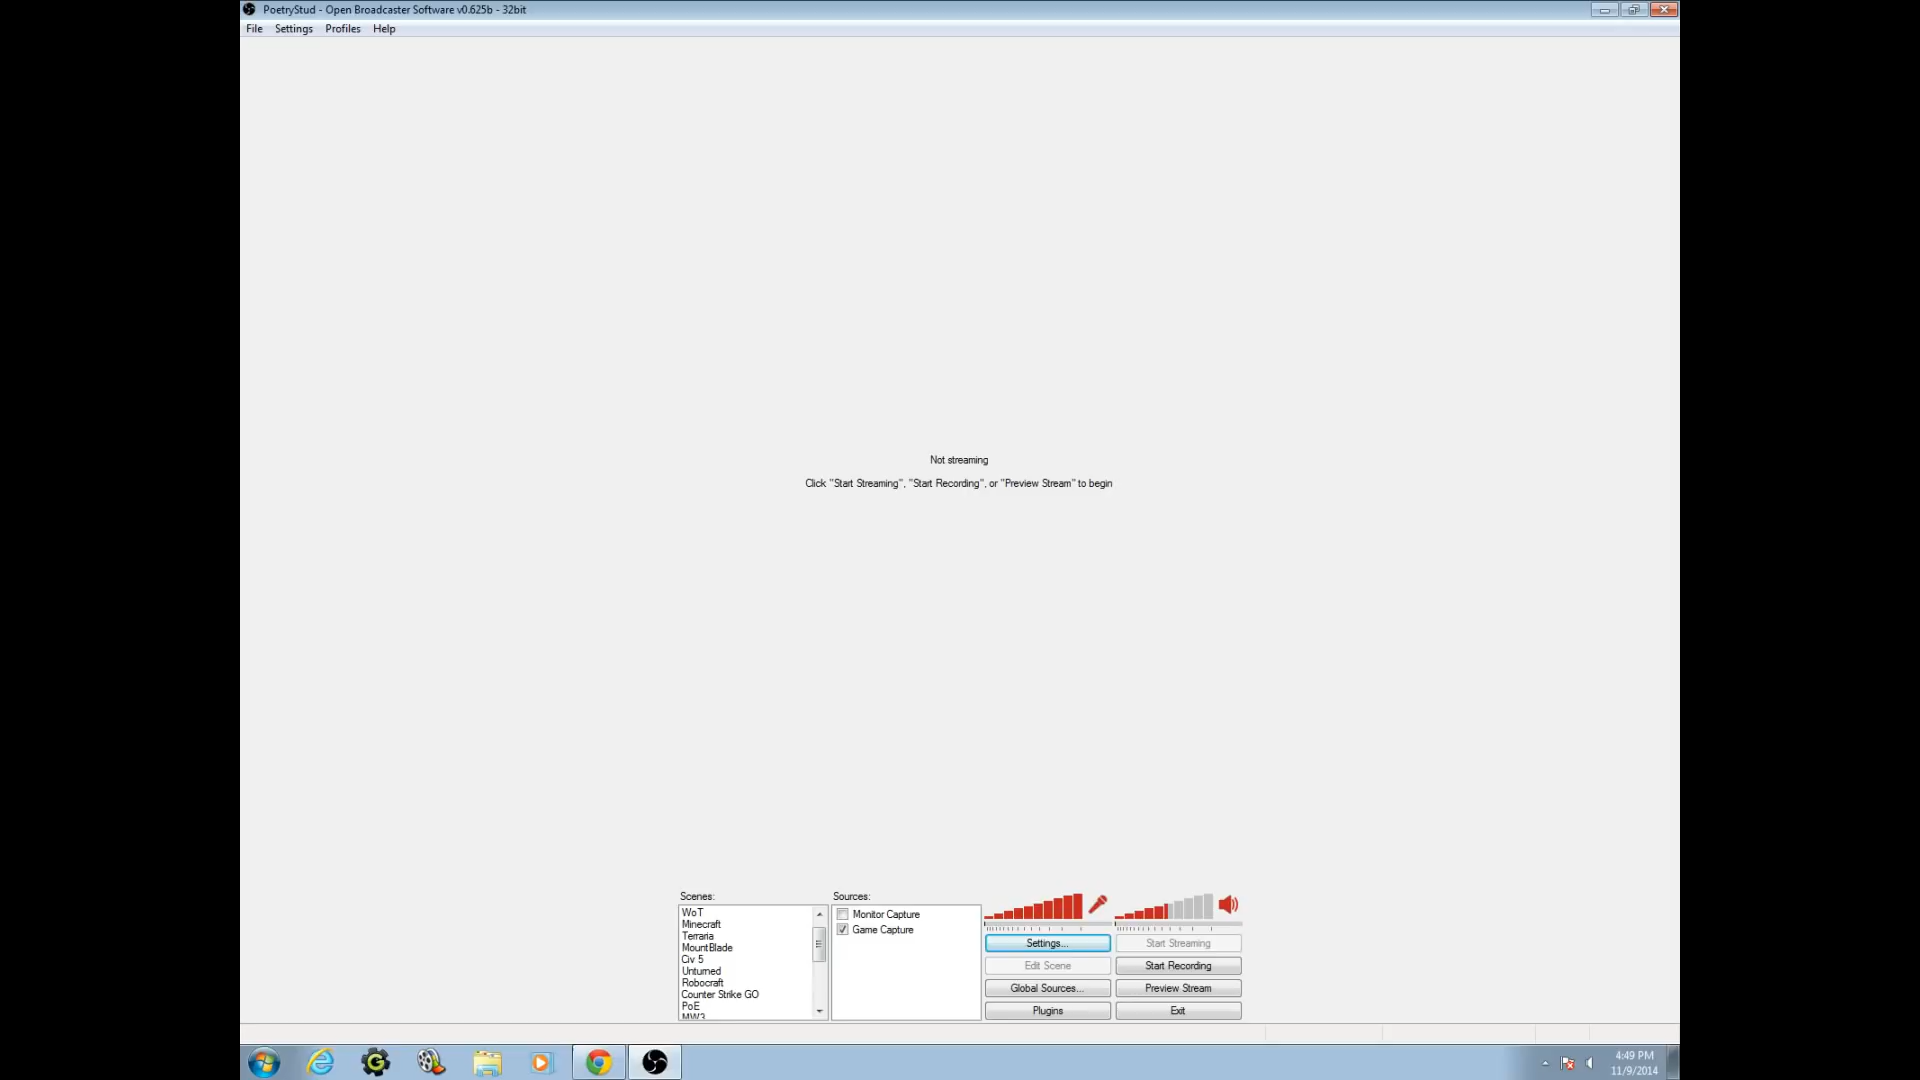 PoetryStud - Open Broadcaster Software v0.625b - 32bit
File Settings Profiles Help
Not streaming
Click "Start Streaming", "Start Recording", or "Preview Stream" to begin
Scenes:
WoT
Minecraft
Terraria
MountBlade
Civ 5
Unturned
Robocraft
Counter Strike GO
PoE
MW3
Sources:
Monitor Capture
Game Capture
Settings...
Start Streaming
Edit Scene
Start Recording
Global Sources...
Preview Stream
Plugins
Exit
4:49 PM
11/9/2014